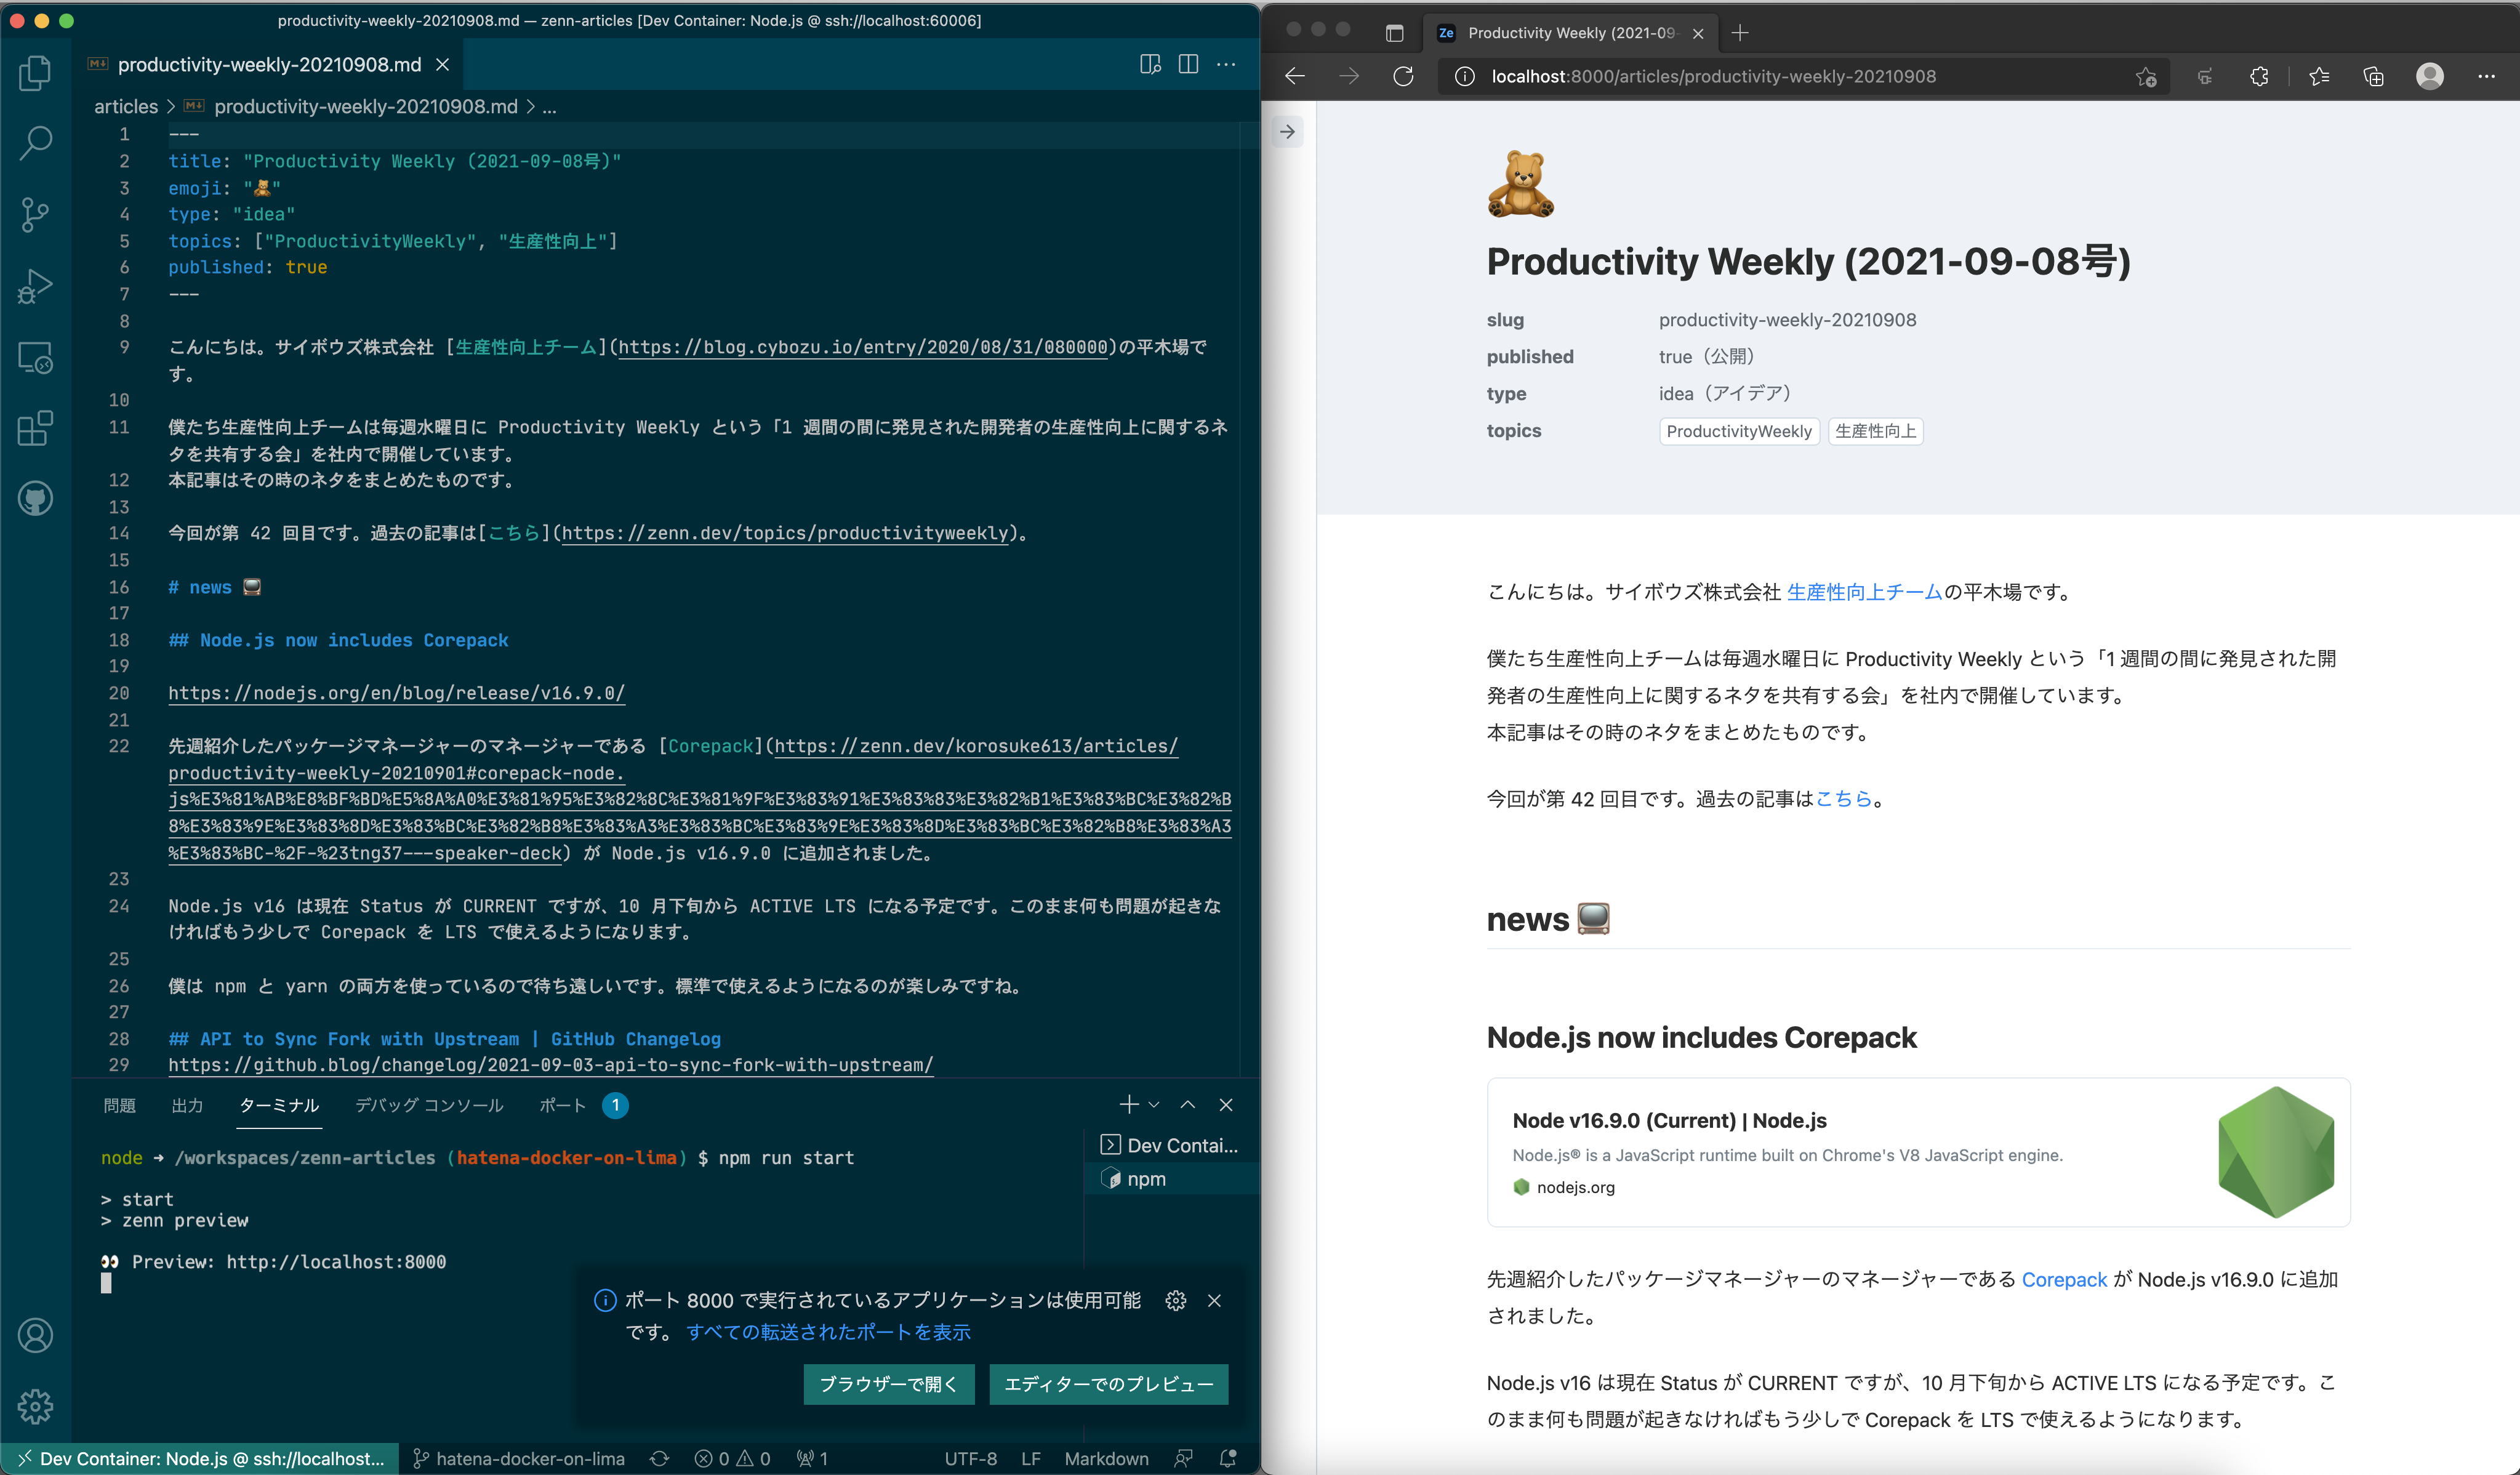 productivity-weekly-20210908.md — zenn-articles [Dev Container: Node.js @ ssh://localhost:60006]
productivity-weekly-20210908.md
articles > productivity-weekly-20210908.md > ...
1 ---
2 title: "Productivity Weekly (2021-09-08号)"
3 emoji: "🧸"
4 type: "idea"
5 topics: ["ProductivityWeekly", "生産性向上"]
6 published: true
7 ---
8
9 こんにちは。サイボウズ株式会社 [生産性向上チーム](https://blog.cybozu.io/entry/2020/08/31/080000)の平木場で
す。
10
11 僕たち生産性向上チームは毎週水曜日に Productivity Weekly という「1 週間の間に発見された開発者の生産性向上に関するネ
タを共有する会」を社内で開催しています。
12 本記事はその時のネタをまとめたものです。
13
14 今回が第 42 回目です。過去の記事は[こちら](https://zenn.dev/topics/productivityweekly)。
15
16 # news 📺
17
18 ## Node.js now includes Corepack
19
20 https://nodejs.org/en/blog/release/v16.9.0/
21
22 先週紹介したパッケージマネージャーのマネージャーである [Corepack](https://zenn.dev/korosuke613/articles/
productivity-weekly-20210901#corepack-node.
js%E3%81%AB%E8%BF%BD%E5%8A%A0%E3%81%95%E3%82%8C%E3%81%9F%E3%83%91%E3%83%83%E3%82%B1%E3%83%BC%E3%82%B
8%E3%83%9E%E3%83%8D%E3%83%BC%E3%82%B8%E3%83%A3%E3%83%BC%E3%83%9E%E3%83%8D%E3%83%BC%E3%82%B8%E3%83%A3
%E3%83%BC-%2F-%23tng37---speaker-deck) が Node.js v16.9.0 に追加されました。
23
24 Node.js v16 は現在 Status が CURRENT ですが、10 月下旬から ACTIVE LTS になる予定です。このまま何も問題が起きな
ければもう少しで Corepack を LTS で使えるようになります。
25
26 僕は npm と yarn の両方を使っているので待ち遠しいです。標準で使えるようになるのが楽しみですね。
27
28 ## API to Sync Fork with Upstream | GitHub Changelog
29 https://github.blog/changelog/2021-09-03-api-to-sync-fork-with-upstream/
問題 出力 ターミナル デバッグ コンソール ポート 1
node ➜ /workspaces/zenn-articles (hatena-docker-on-lima) $ npm run start
> start
> zenn preview
👀 Preview: http://localhost:8000
Dev Contai...
npm
ポート 8000 で実行されているアプリケーションは使用可能
です。 すべての転送されたポートを表示
ブラウザーで開く エディターでのプレビュー
Dev Container: Node.js @ ssh://localhost... hatena-docker-on-lima 0 0 1 UTF-8 LF Markdown
Ze Productivity Weekly (2021-09-
localhost:8000/articles/productivity-weekly-20210908
Productivity Weekly (2021-09-08号)
slug productivity-weekly-20210908
published true（公開）
type idea（アイデア）
topics ProductivityWeekly 生産性向上
こんにちは。サイボウズ株式会社 生産性向上チームの平木場です。
僕たち生産性向上チームは毎週水曜日に Productivity Weekly という「1 週間の間に発見された開
発者の生産性向上に関するネタを共有する会」を社内で開催しています。
本記事はその時のネタをまとめたものです。
今回が第 42 回目です。過去の記事はこちら。
news 📺
Node.js now includes Corepack
Node v16.9.0 (Current) | Node.js
Node.js® is a JavaScript runtime built on Chrome's V8 JavaScript engine.
nodejs.org
先週紹介したパッケージマネージャーのマネージャーである Corepack が Node.js v16.9.0 に追加
されました。
Node.js v16 は現在 Status が CURRENT ですが、10 月下旬から ACTIVE LTS になる予定です。こ
のまま何も問題が起きなければもう少しで Corepack を LTS で使えるようになります。